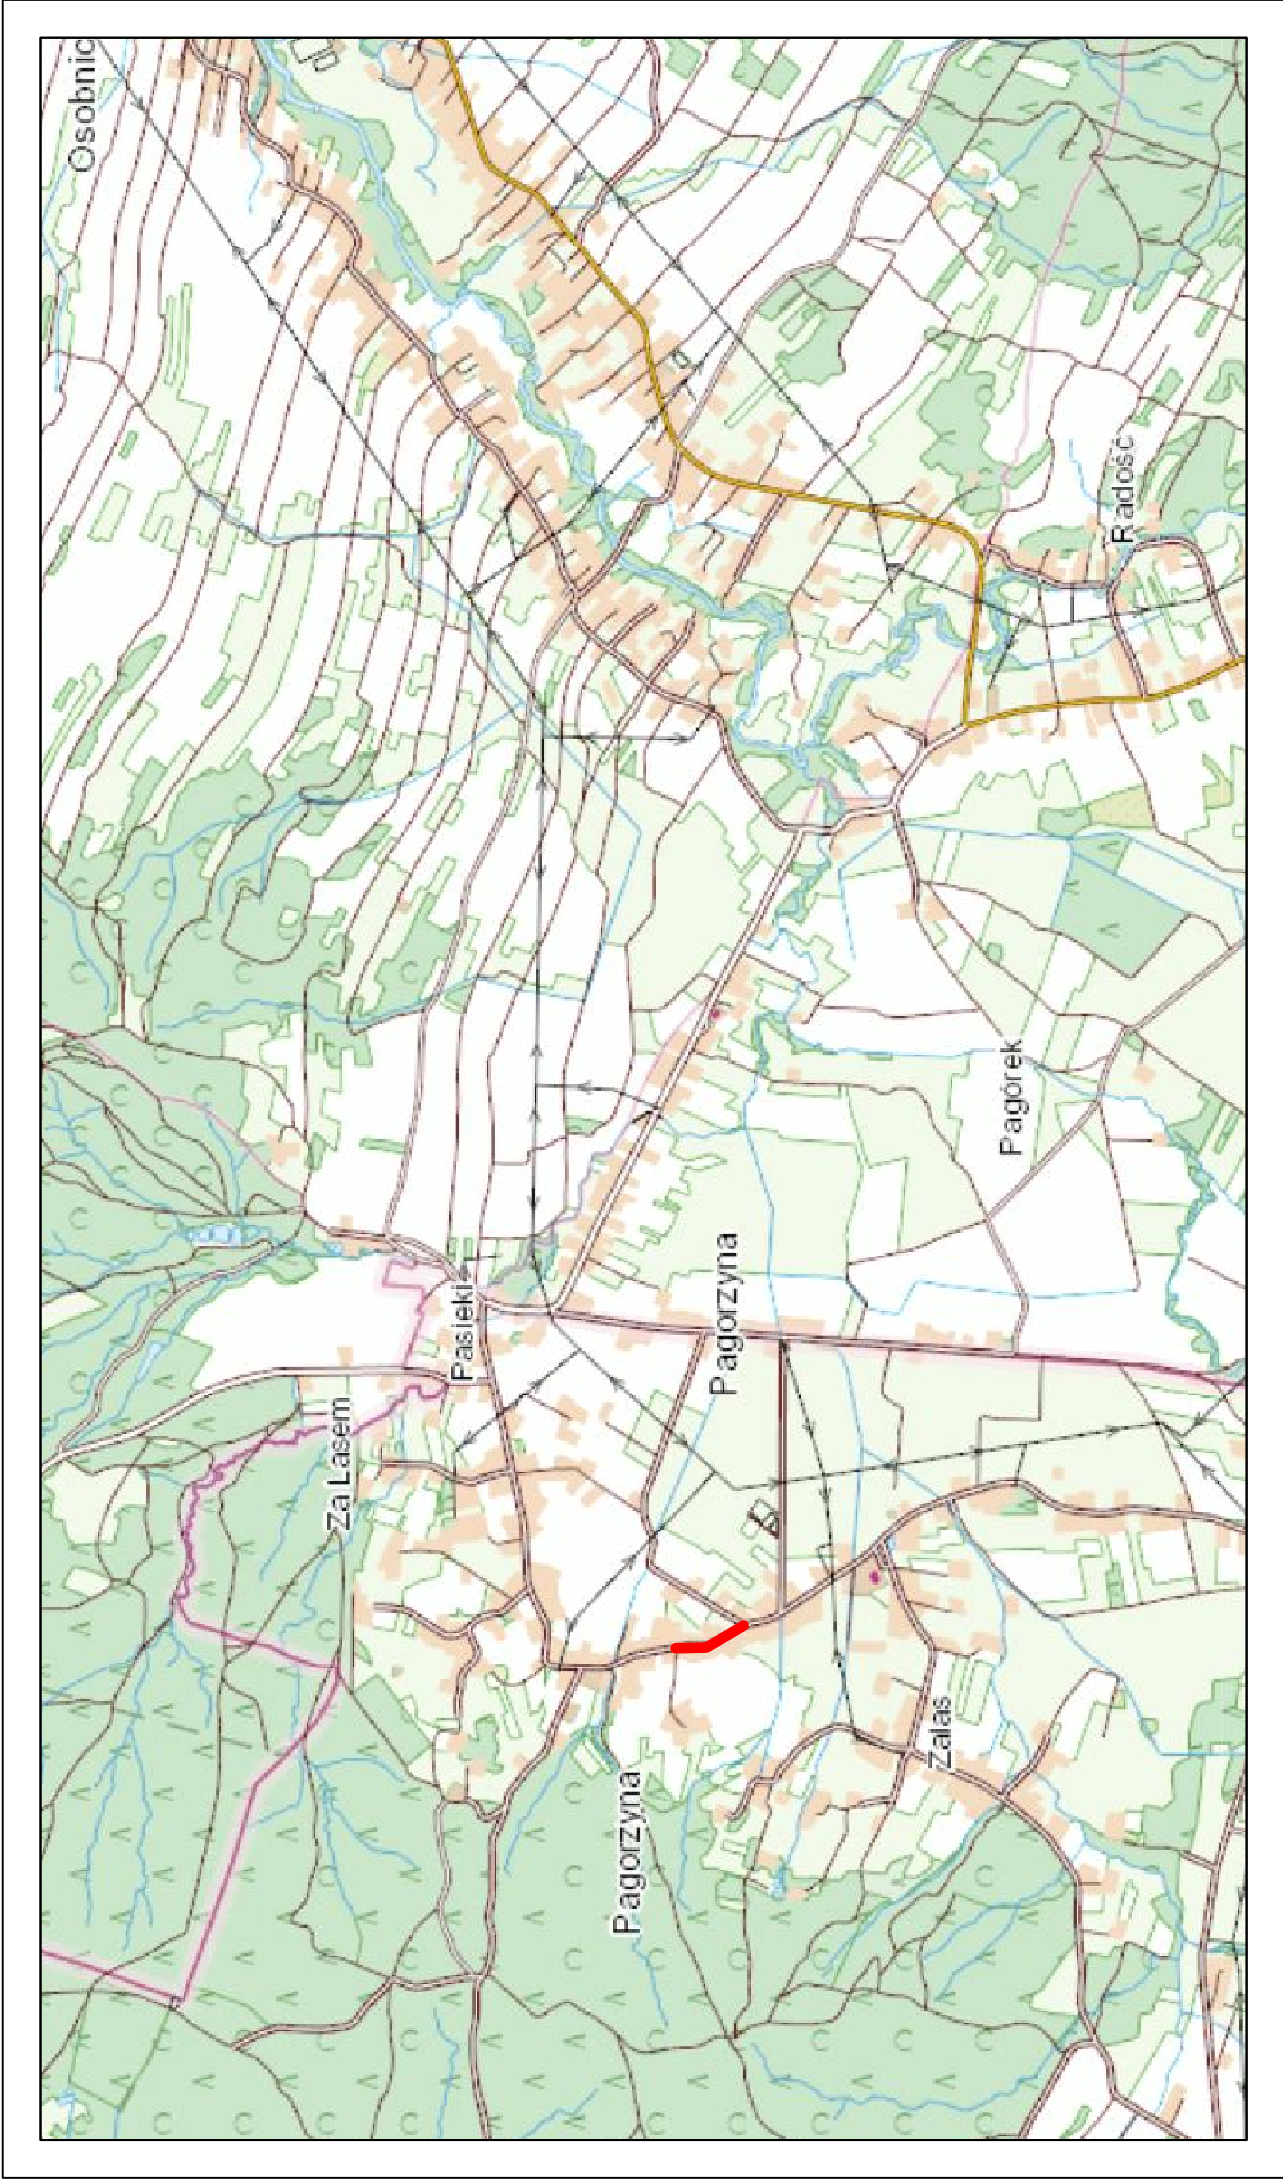 Osobnic
Radość
Pagórek
Pasieki
Pagorzyna
Za Lasem
Zalas
Pagorzyna